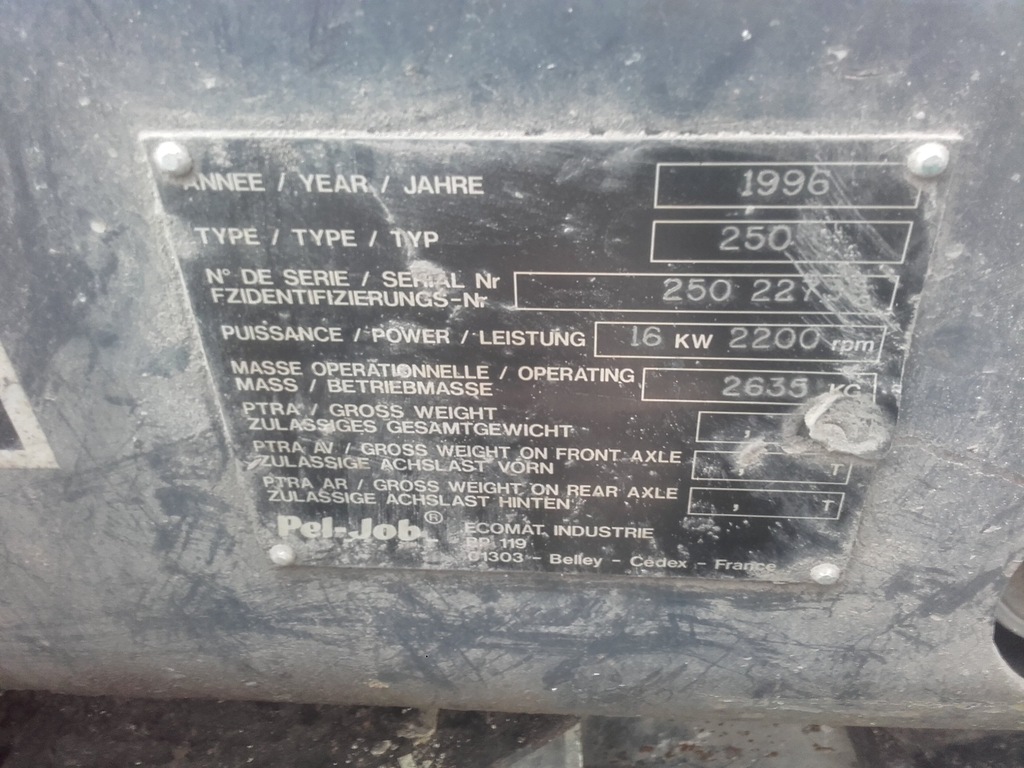 ANNEE / YEAR / JAHRE 1996
TYPE / TYPE / TYP 250
N° DE SERIE / SERIAL Nr 250 227
FZIDENTIFIZIERUNGS-Nr
PUISSANCE / POWER / LEISTUNG 16 KW 2200 rpm
MASSE OPERATIONNELLE / OPERATING 2635 KG
MASS / BETRIEBMASSE
PTRA / GROSS WEIGHT ,
ZULASSIGES GESAMTGEWICHT
PTRA AV / GROSS WEIGHT ON FRONT AXLE , T
ZULASSIGE ACHSLAST VORN
PTRA AR / GROSS WEIGHT ON REAR AXLE , T
ZULASSIGE ACHSLAST HINTEN
Pel-Job® ECOMAT INDUSTRIE
BP 119
01303 - Belley - Cedex - France